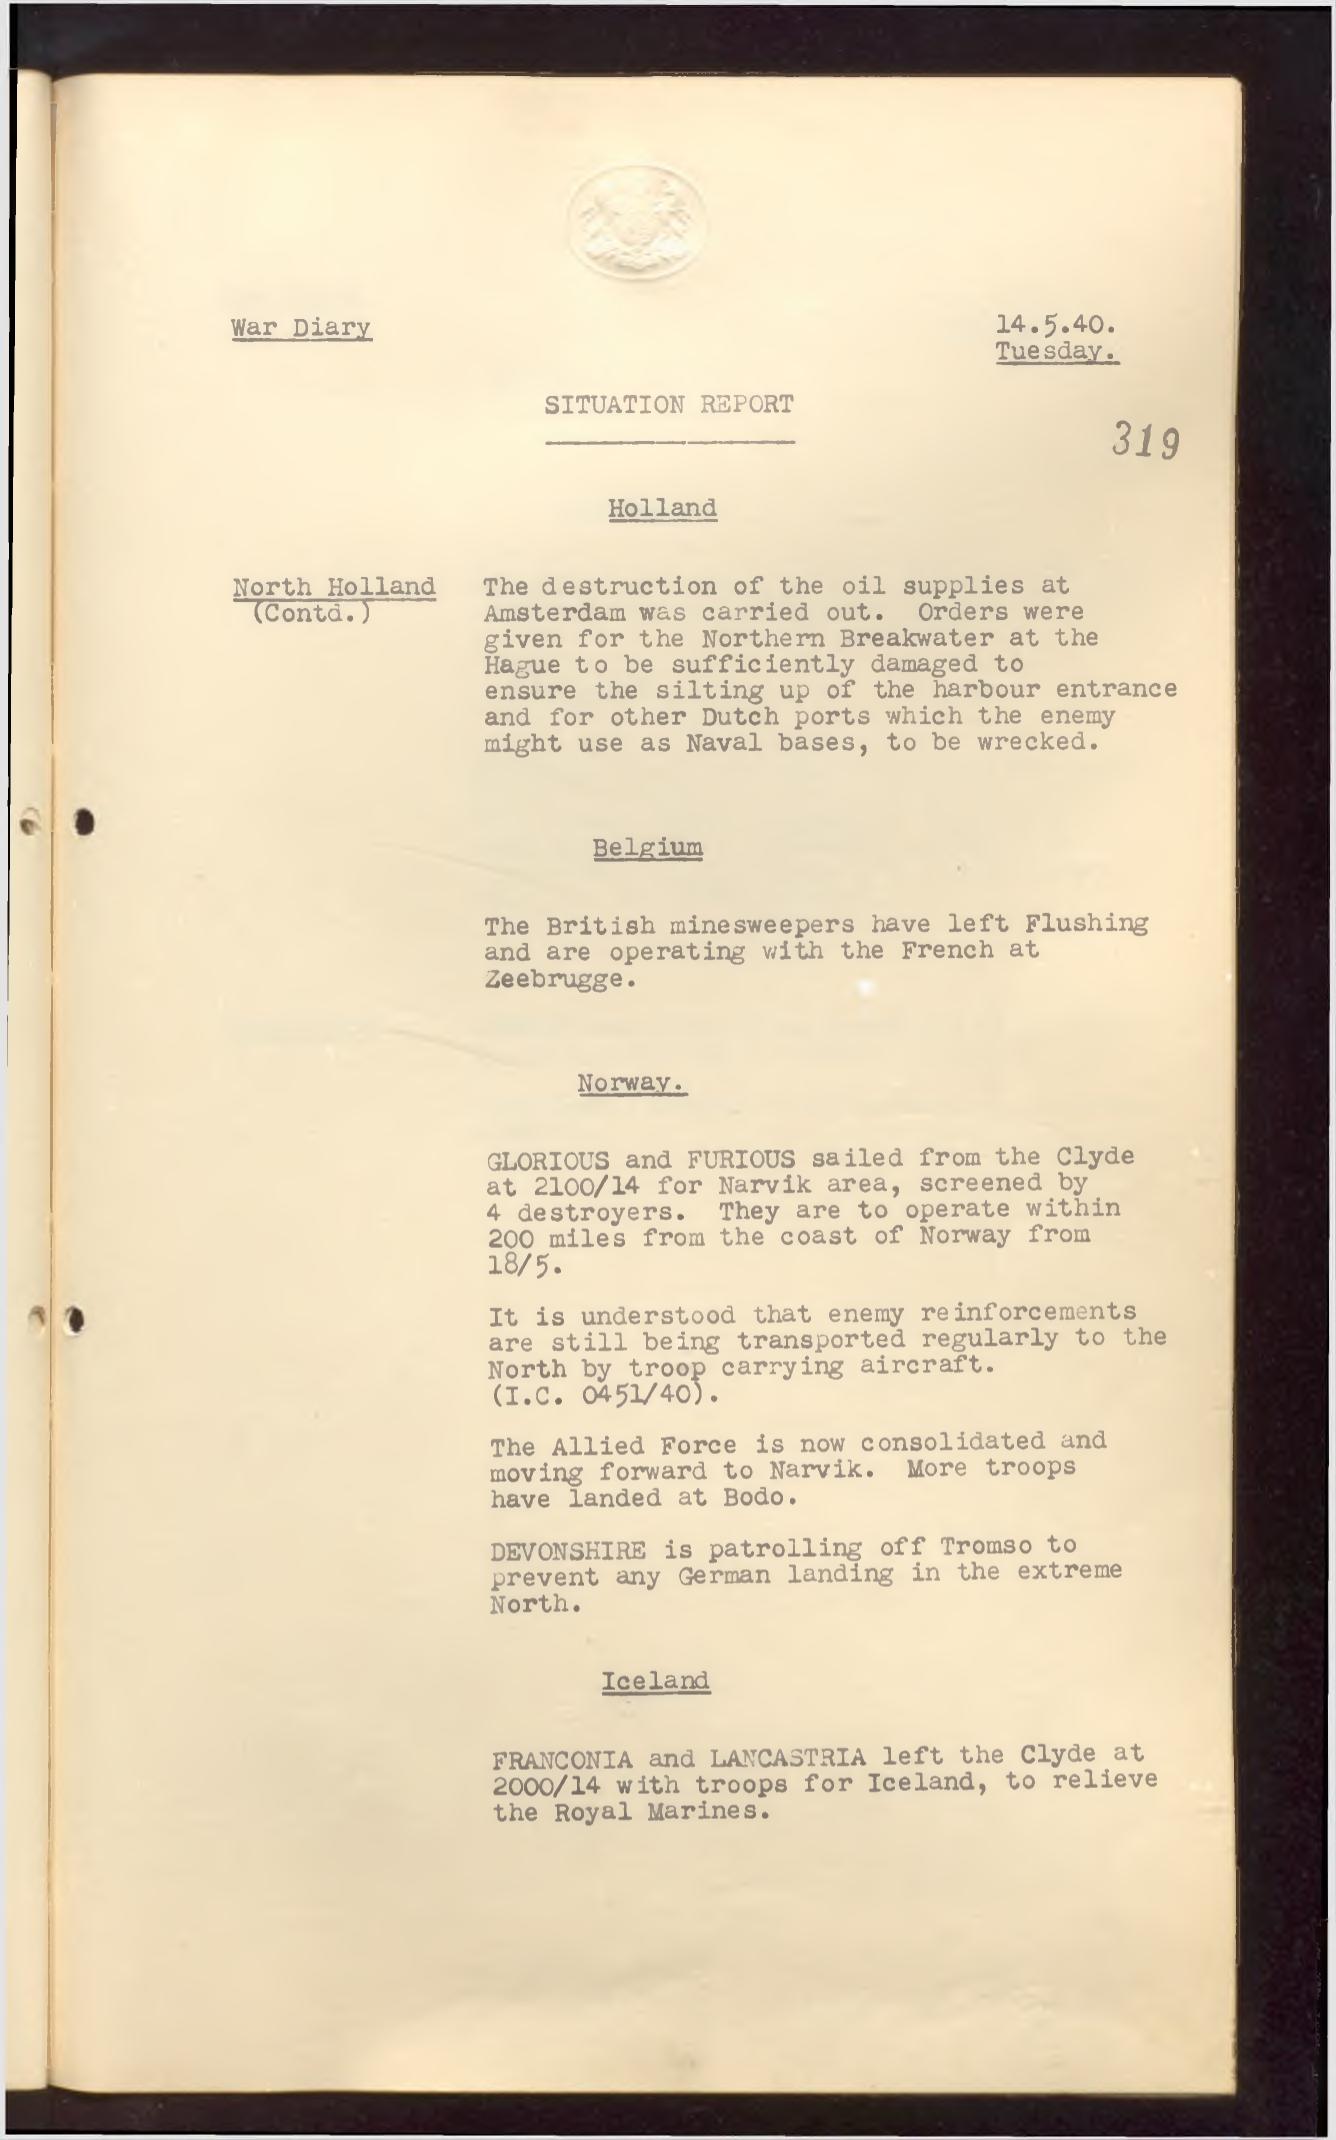 War Diary
14.5.40.
Tuesday.
SITUATION REPORT
319
Holland
North Holland
(Contd.)
The destruction of the oil supplies at
Amsterdam was carried out. Orders were
given for the Northern Breakwater at the
Hague to be sufficiently damaged to
ensure the silting up of the harbour entrance
and for other Dutch ports which the enemy
might use as Naval bases, to be wrecked.
Belgium
The British minesweepers have left Flushing
and are operating with the French at
Zeebrugge.
Norway.
GLORIOUS and FURIOUS sailed from the Clyde
at 2100/14 for Narvik area, screened by
4 destroyers. They are to operate within
200 miles from the coast of Norway from
18/5.
It is understood that enemy reinforcements
are still being transported regularly to the
North by troop carrying aircraft.
(I.C. 0451/40).
The Allied Force is now consolidated and
moving forward to Narvik. More troops
have landed at Bodo.
DEVONSHIRE is patrolling off Tromso to
prevent any German landing in the extreme
North.
Iceland
FRANCONIA and LANCASTRIA left the Clyde at
2000/14 with troops for Iceland, to relieve
the Royal Marines.